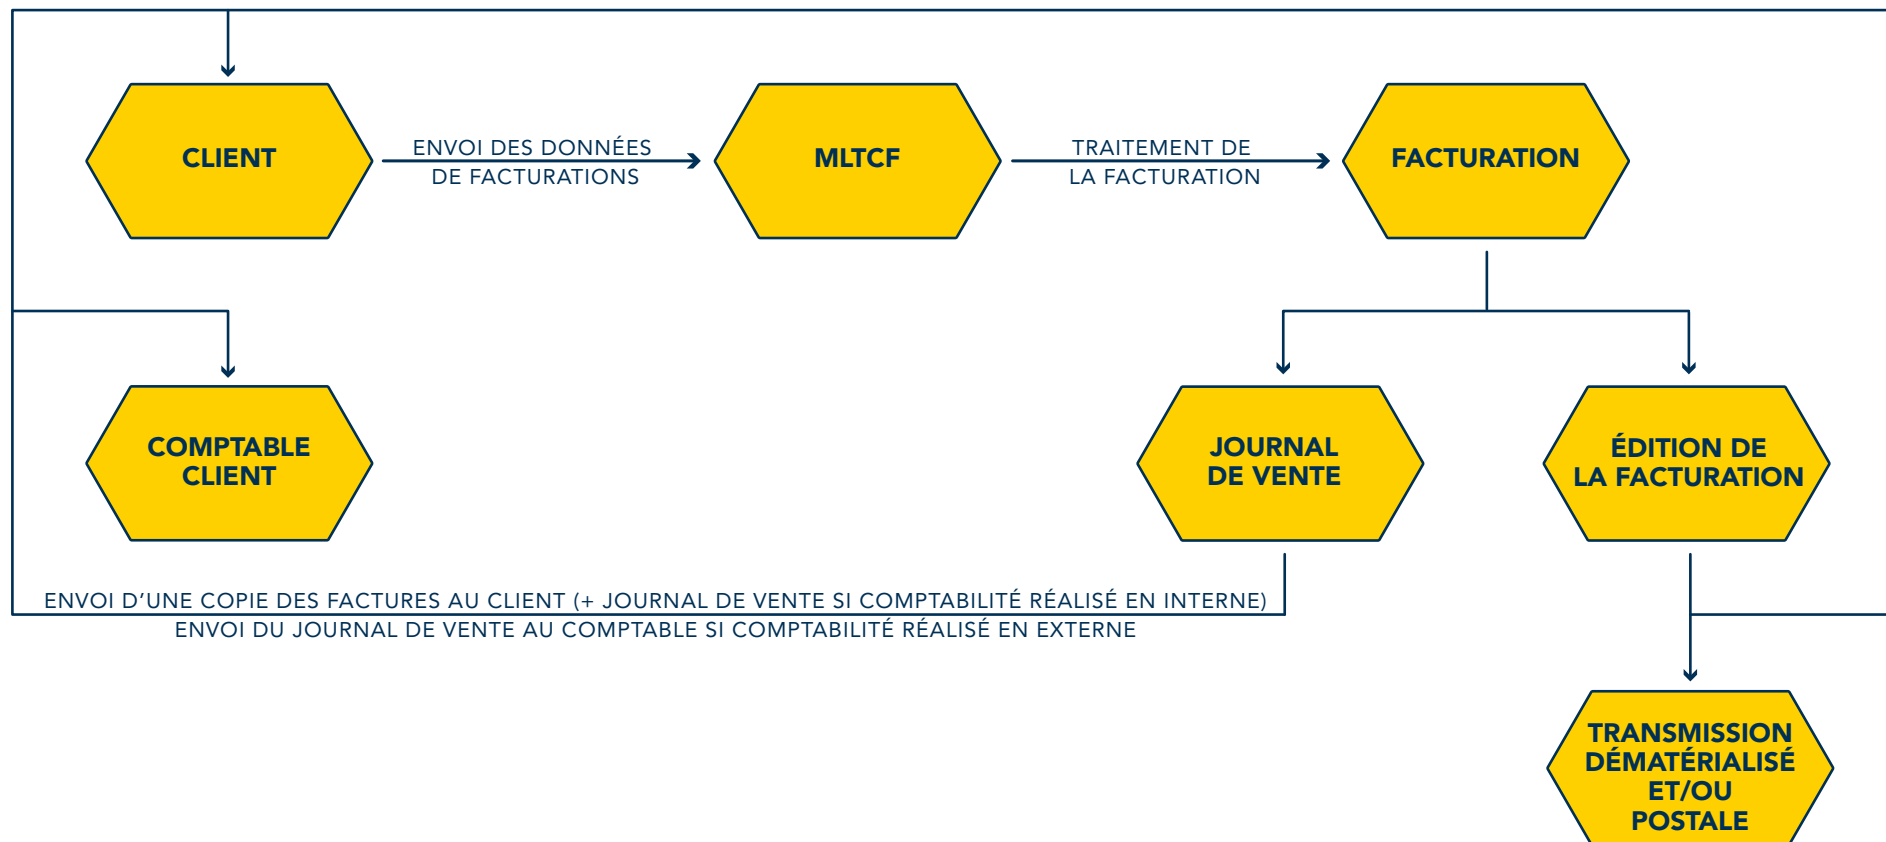 CLIENT
ENVOI DES DONNÉES
DE FACTURATIONS
MLTCF
TRAITEMENT DE
LA FACTURATION
FACTURATION
COMPTABLE
CLIENT
JOURNAL
DE VENTE
ÉDITION DE
LA FACTURATION
ENVOI D’UNE COPIE DES FACTURES AU CLIENT (+ JOURNAL DE VENTE SI COMPTABILITÉ RÉALISÉ EN INTERNE)
ENVOI DU JOURNAL DE VENTE AU COMPTABLE SI COMPTABILITÉ RÉALISÉ EN EXTERNE
TRANSMISSION
DÉMATÉRIALISÉ
ET/OU
POSTALE